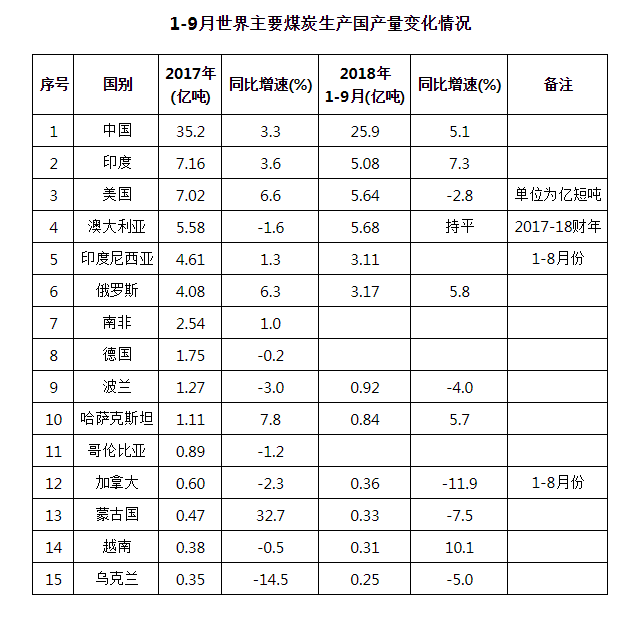 1-9月世界主要煤炭生产国产量变化情况
序号 国别 2017年(亿吨) 同比增速(%) 2018年1-9月(亿吨) 同比增速(%) 备注
1 中国 35.2 3.3 25.9 5.1
2 印度 7.16 3.6 5.08 7.3
3 美国 7.02 6.6 5.64 -2.8 单位为亿短吨
4 澳大利亚 5.58 -1.6 5.68 持平 2017-18财年
5 印度尼西亚 4.61 1.3 3.11 1-8月份
6 俄罗斯 4.08 6.3 3.17 5.8
7 南非 2.54 1.0
8 德国 1.75 -0.2
9 波兰 1.27 -3.0 0.92 -4.0
10 哈萨克斯坦 1.11 7.8 0.84 5.7
11 哥伦比亚 0.89 -1.2
12 加拿大 0.60 -2.3 0.36 -11.9 1-8月份
13 蒙古国 0.47 32.7 0.33 -7.5
14 越南 0.38 -0.5 0.31 10.1
15 乌克兰 0.35 -14.5 0.25 -5.0